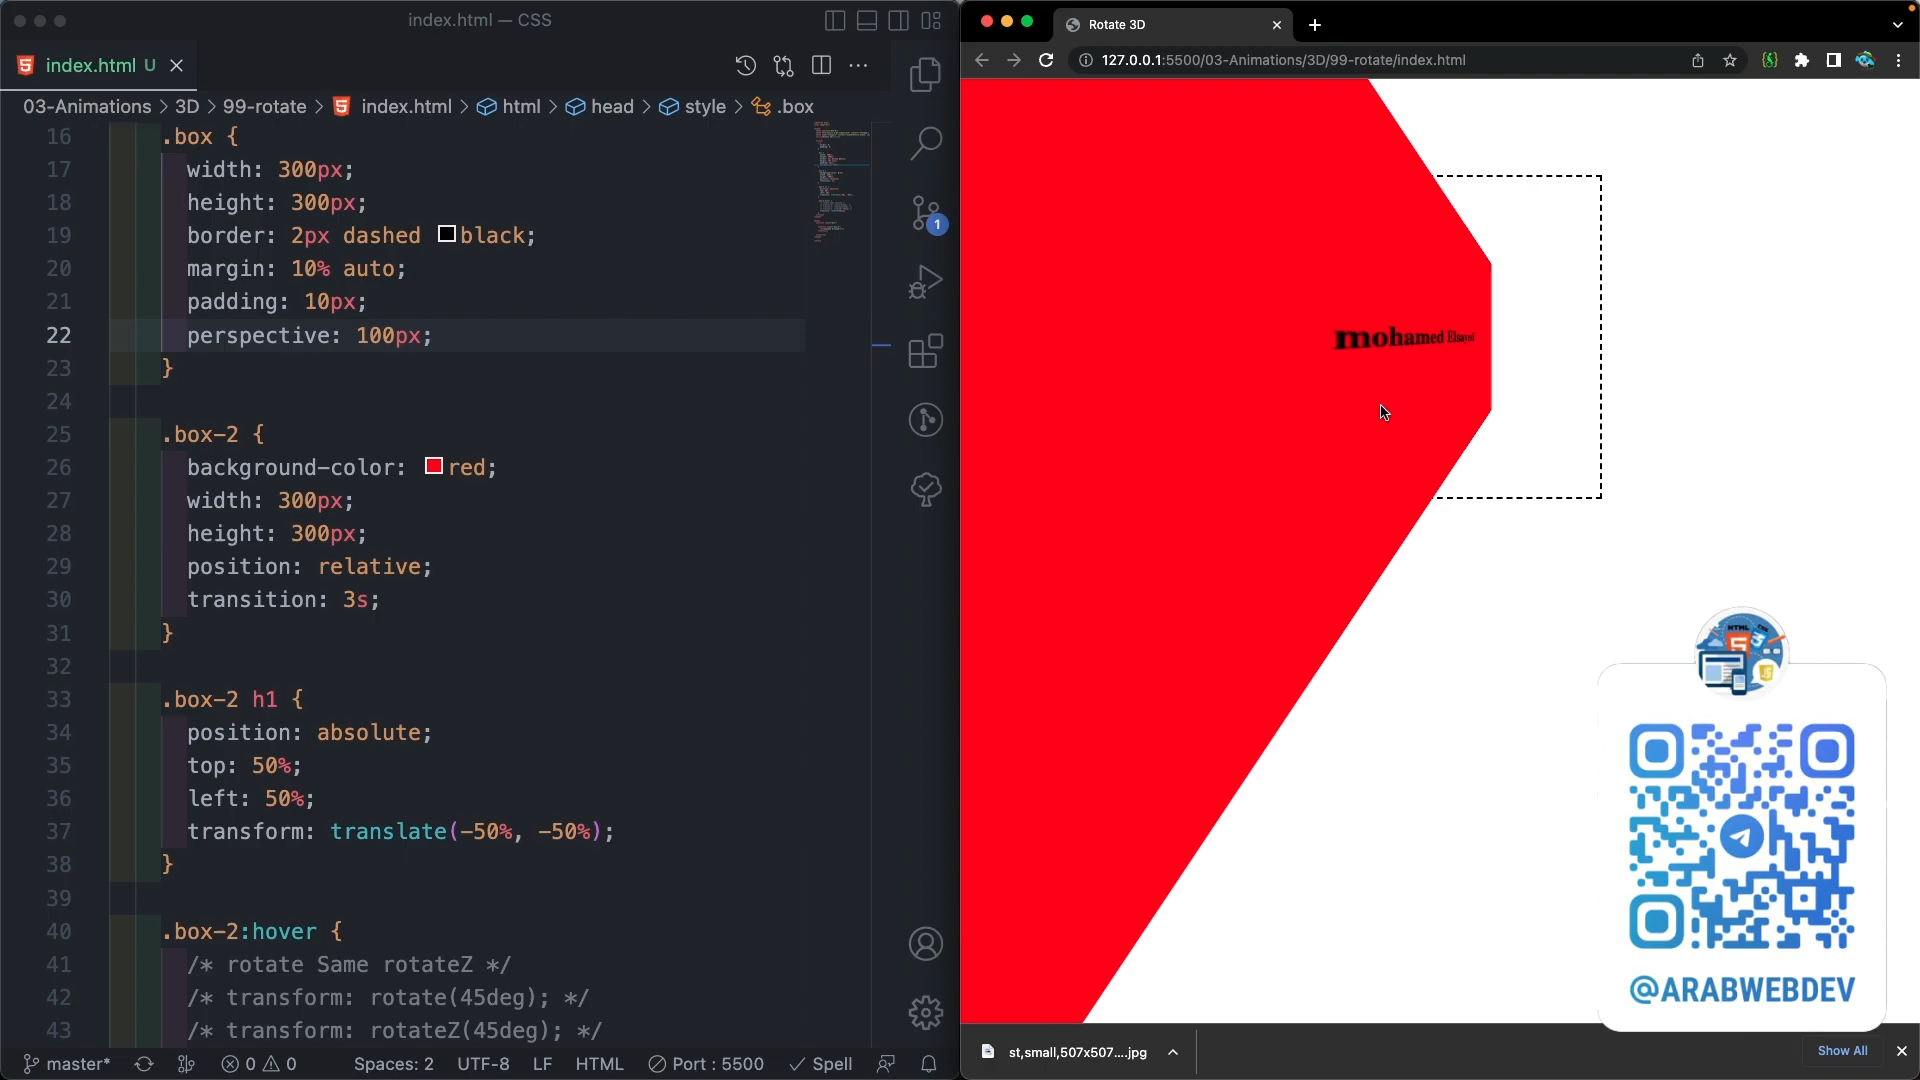 index.html — CSS
index.html U
03-Animations > 3D > 99-rotate > index.html > html > head > style > .box
16 .box {
17 width: 300px;
18 height: 300px;
19 border: 2px dashed black;
20 margin: 10% auto;
21 padding: 10px;
22 perspective: 100px;
23 }
24
25 .box-2 {
26 background-color: red;
27 width: 300px;
28 height: 300px;
29 position: relative;
30 transition: 3s;
31 }
32
33 .box-2 h1 {
34 position: absolute;
35 top: 50%;
36 left: 50%;
37 transform: translate(-50%, -50%);
38 }
39
40 .box-2:hover {
41 /* rotate Same rotateZ */
42 /* transform: rotate(45deg); */
43 /* transform: rotateZ(45deg); */
1
master* 0 0 Spaces: 2 UTF-8 LF HTML Port : 5500 Spell
Rotate 3D
127.0.0.1:5500/03-Animations/3D/99-rotate/index.html
mohamed Elsayed
HTML
5 3
@ARABWEBDEV
st,small,507x507....jpg
Show All